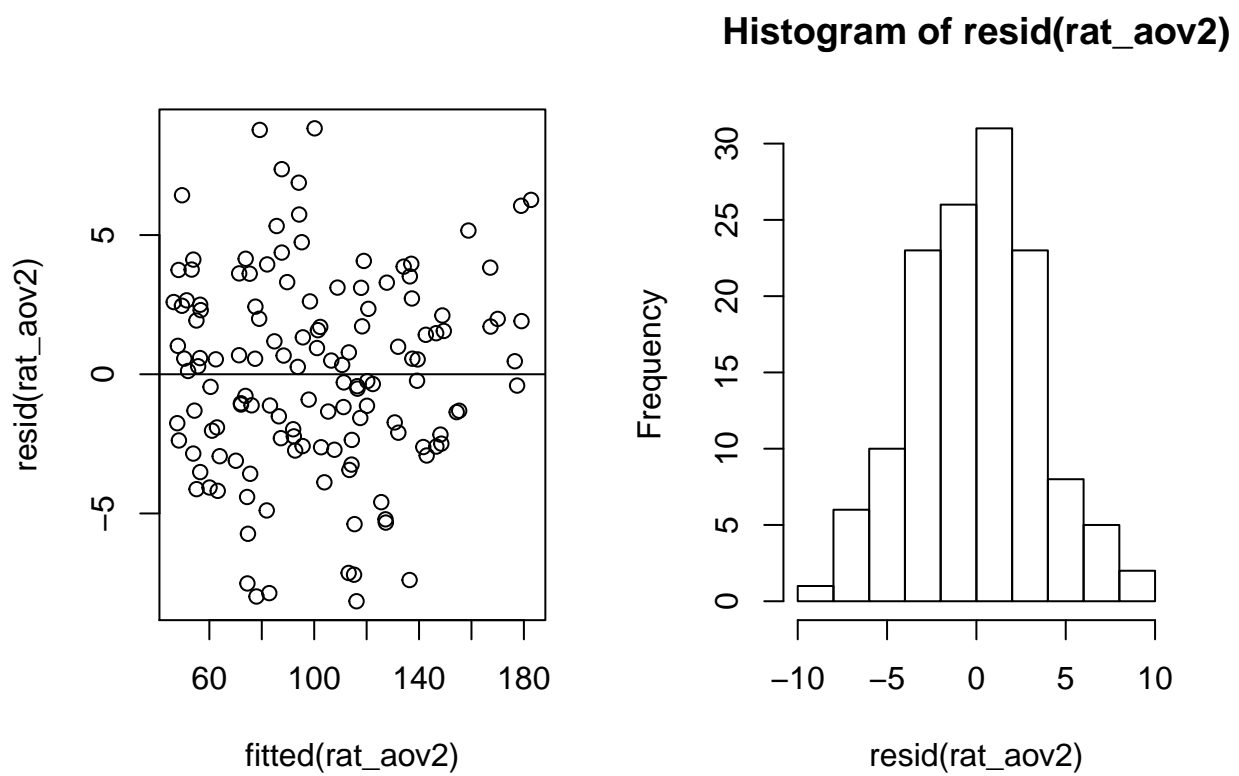 Histogram of resid(rat_aov2)
resid(rat_aov2)
5
0
−5
60 100 140 180
fitted(rat_aov2)
Frequency
30
25
20
15
10
5
0
−10 −5 0 5 10
resid(rat_aov2)